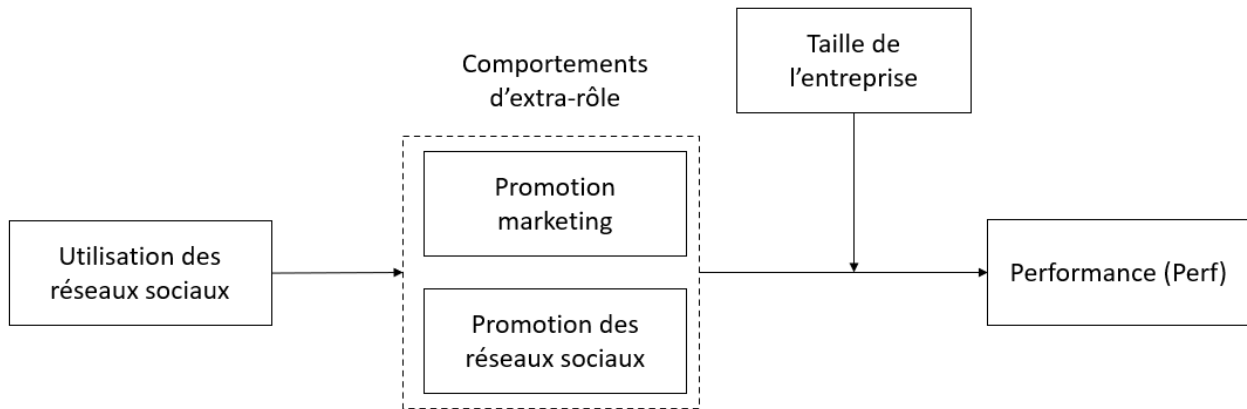 Taille de
l’entreprise
Comportements
d’extra-rôle
Promotion
marketing
Utilisation des
réseaux sociaux
Performance (Perf)
Promotion des
réseaux sociaux